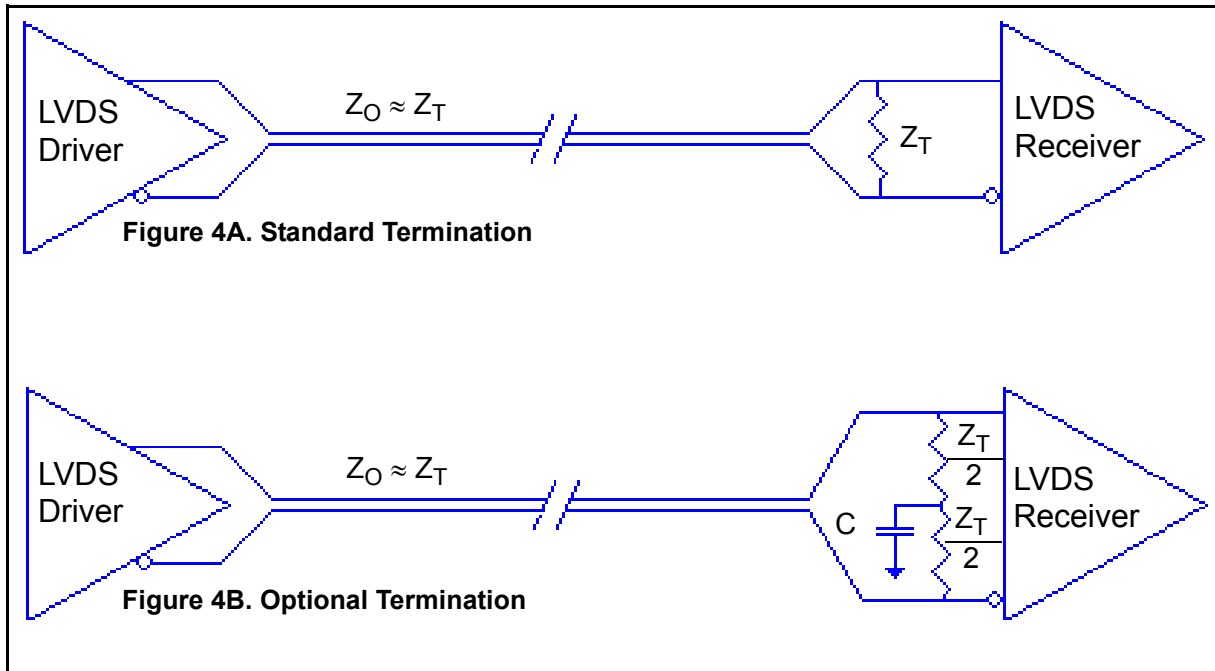 LVDS
Driver
Z_O ≈ Z_T
Z_T
LVDS
Receiver
Figure 4A. Standard Termination
LVDS
Driver
Z_O ≈ Z_T
C
Z_T
2
Z_T
2
LVDS
Receiver
Figure 4B. Optional Termination